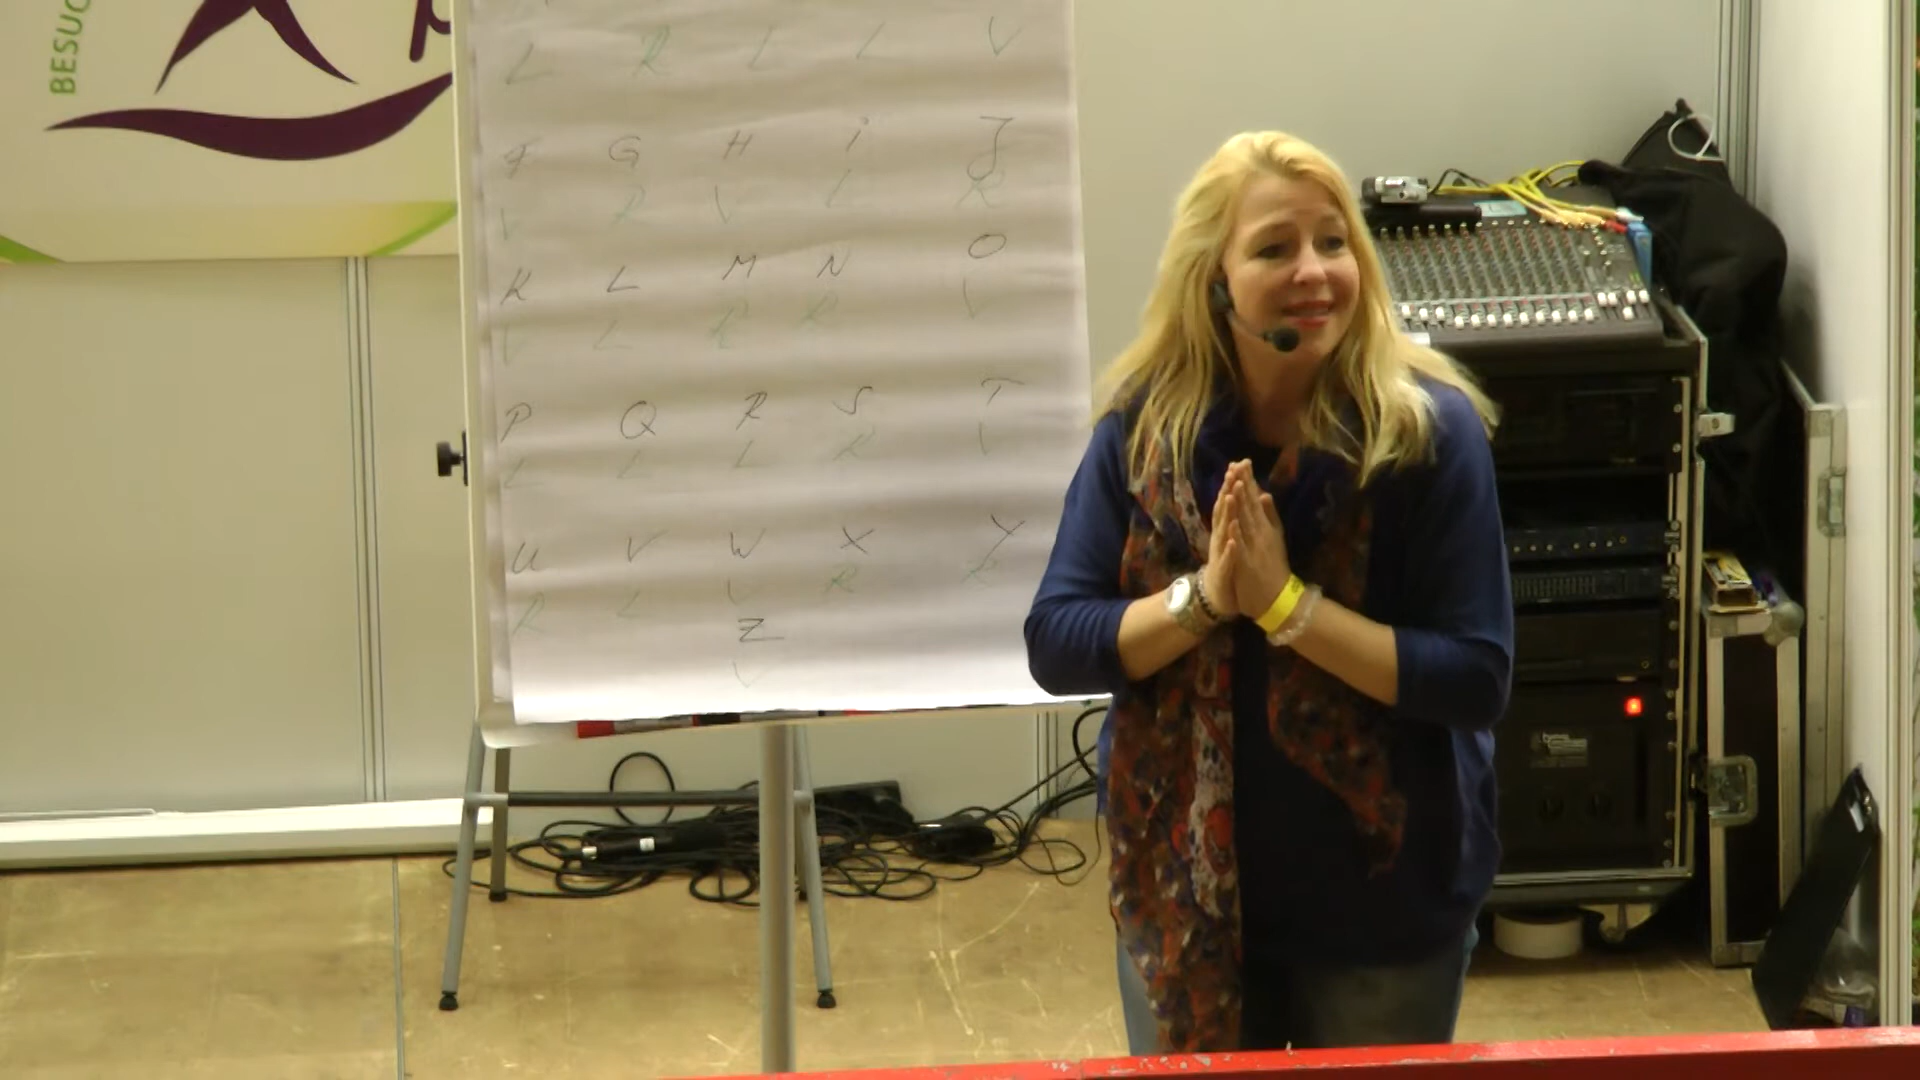 BESUC
L R L L V
F G H i J
V R V L R
K L M N O
V L R R V
P Q R S T
L L L R V
U V W X Y
R L V R R
Z
V